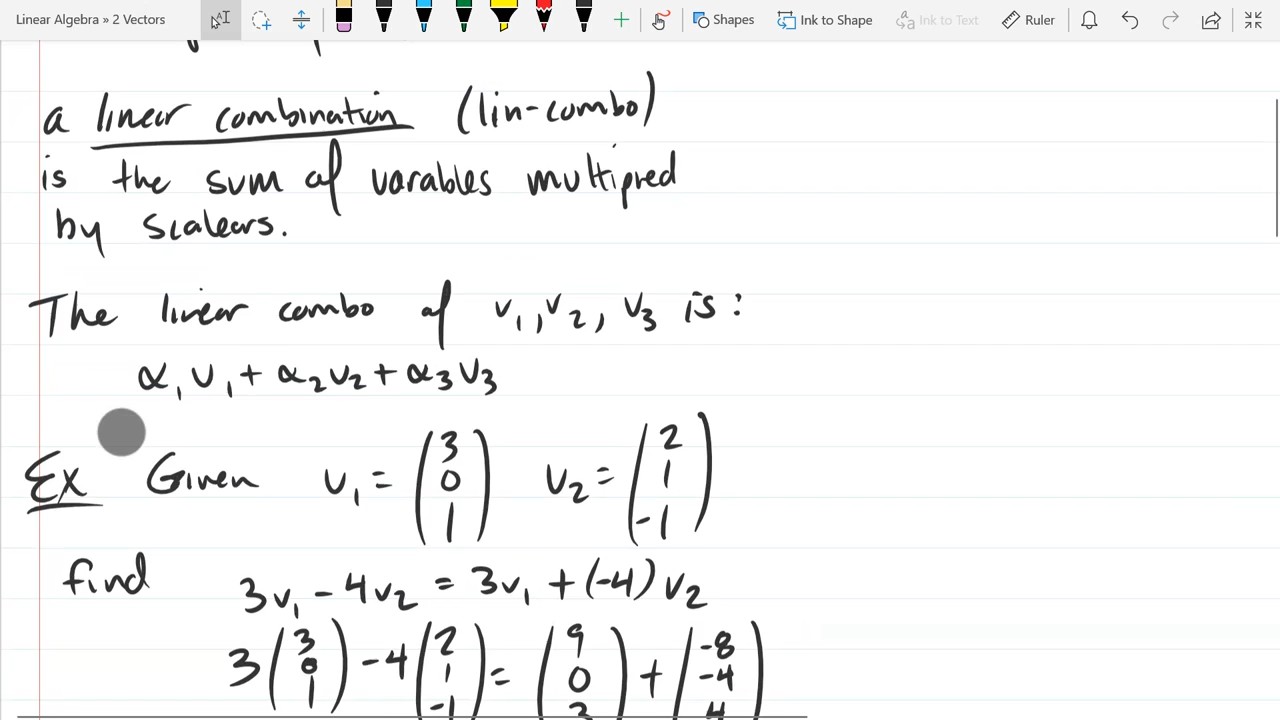 Linear Algebra » 2 Vectors
Shapes Ink to Shape Ink to Text Ruler
a linear combination (lin-combo)
is the sum of varables multipred
by scalears.
The linear combo of v₁, v₂, v₃ is:
α₁v₁ + α₂v₂ + α₃v₃
Ex Given v₁ = (3 0 1) v₂ = (2 1 -1)
find 3v₁ - 4v₂ = 3v₁ + (-4) v₂
3 (3 0 1) - 4 (2 1 -1) = (9 0 3) + (-8 -4 4)